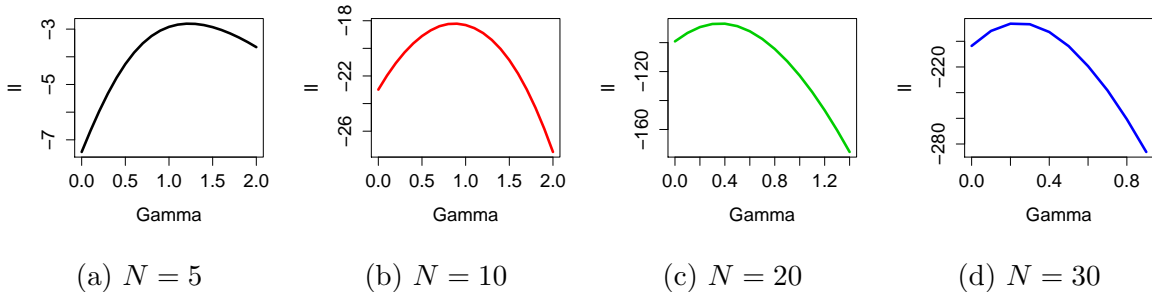 −3
−5
−7
ll
0.0 0.5 1.0 1.5 2.0
Gamma
(a) N = 5
−18
−22
−26
ll
0.0 0.5 1.0 1.5 2.0
Gamma
(b) N = 10
−120
−160
ll
0.0 0.4 0.8 1.2
Gamma
(c) N = 20
−220
−280
ll
0.0 0.4 0.8
Gamma
(d) N = 30